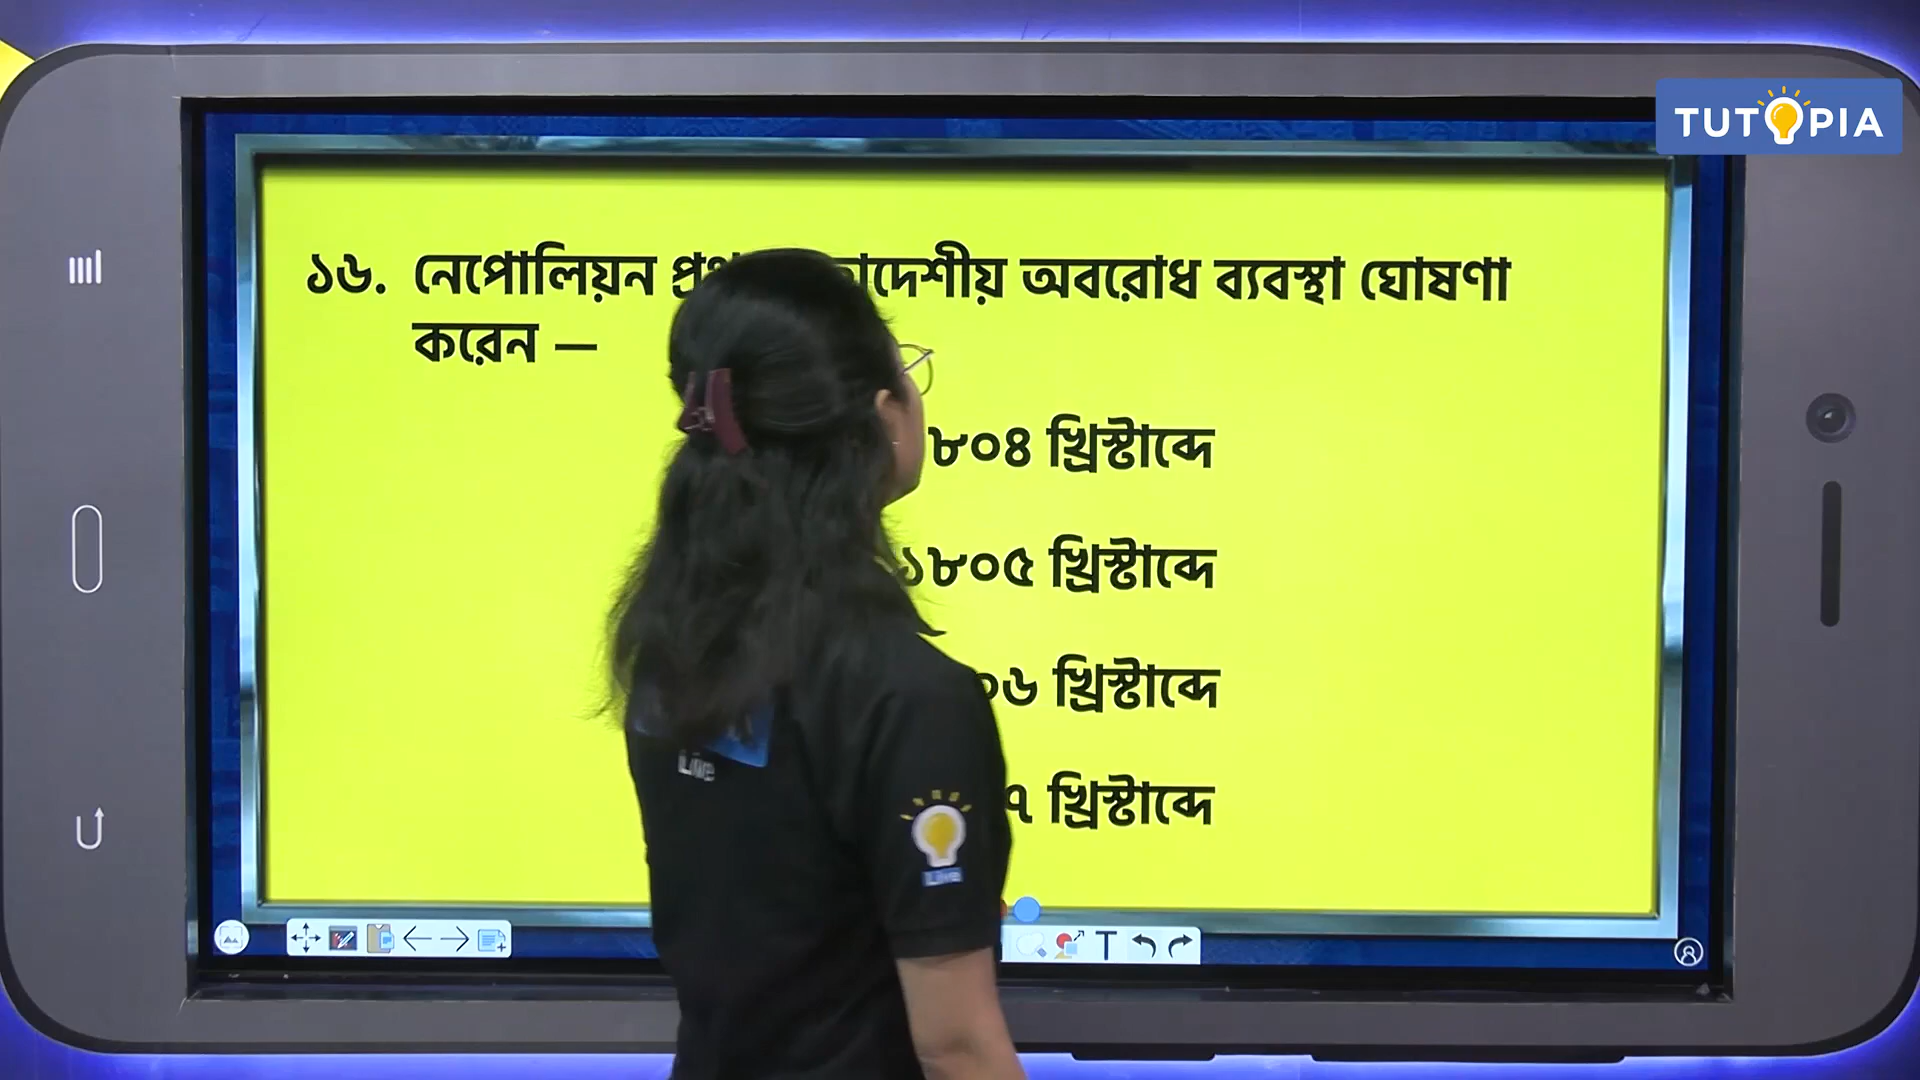 TUTOPIA
১৬. নেপোলিয়ন অবরোধ ব্যবস্থা ঘোষণা
করেন —
৮০৪ খ্রিস্টাব্দে
১৮০৫ খ্রিস্টাব্দে
০৬ খ্রিস্টাব্দে
৭ খ্রিস্টাব্দে
Live
Live